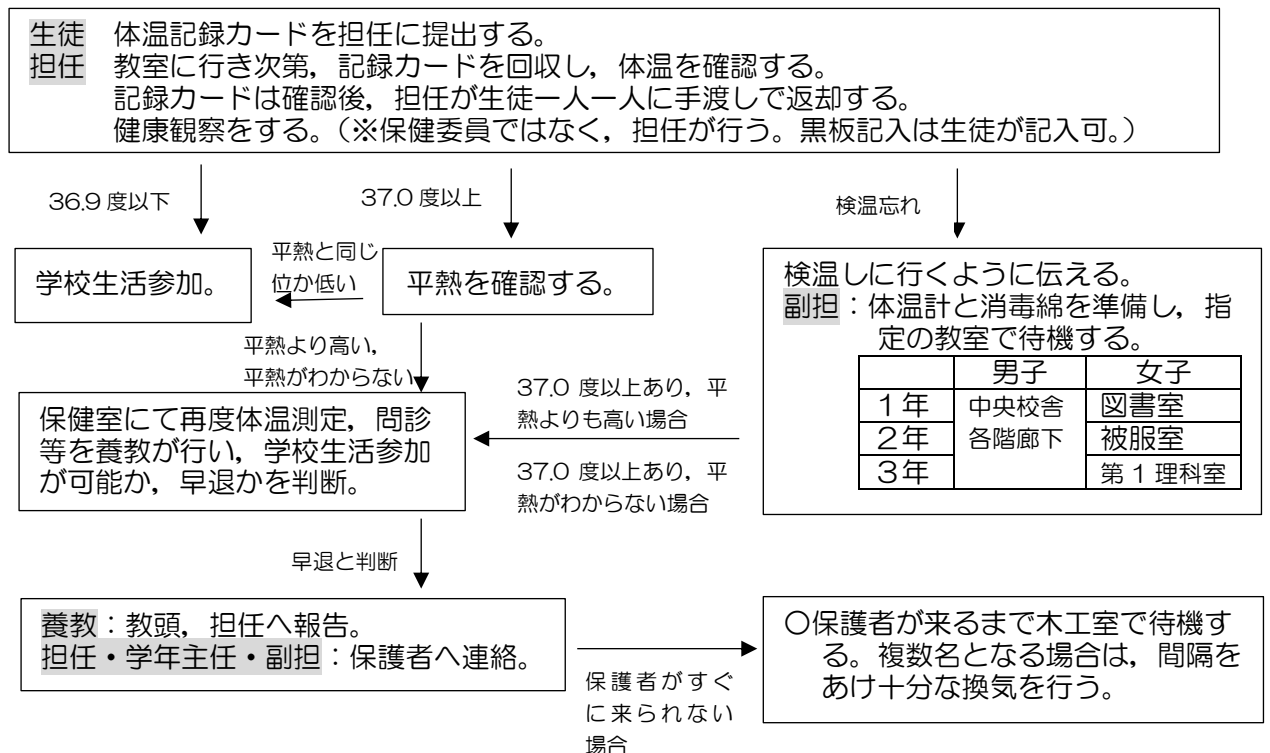 生徒 体温記録カードを担任に提出する。
担任 教室に行き次第，記録カードを回収し，体温を確認する。
記録カードは確認後，担任が生徒一人一人に手渡しで返却する。
健康観察をする。（※保健委員ではなく，担任が行う。黒板記入は生徒が記入可。）
36.9 度以下
37.0 度以上
検温忘れ
学校生活参加。
平熱と同じ
位か低い
平熱を確認する。
検温しに行くように伝える。
副担：体温計と消毒綿を準備し，指
定の教室で待機する。
男子 女子
１年 中央校舎 図書室
２年 各階廊下 被服室
３年 第１理科室
平熱より高い，
平熱がわからない
37.0 度以上あり，平
熱よりも高い場合
37.0 度以上あり，平
熱がわからない場合
保健室にて再度体温測定，問診
等を養教が行い，学校生活参加
が可能か，早退かを判断。
早退と判断
養教：教頭，担任へ報告。
担任・学年主任・副担：保護者へ連絡。
保護者がすぐ
に来られない
場合
〇保護者が来るまで木工室で待機す
る。複数名となる場合は，間隔を
あけ十分な換気を行う。